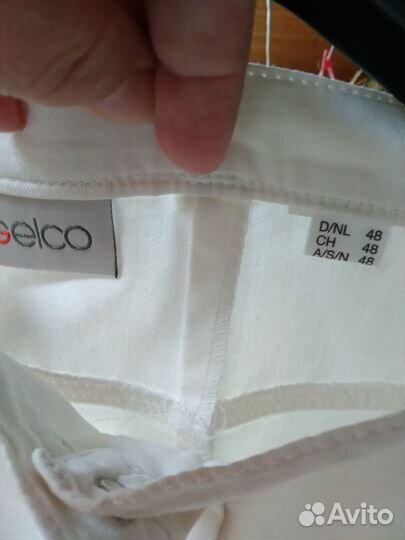 Gelco
D/NL 48
CH 48
A/S/N 48
Avito